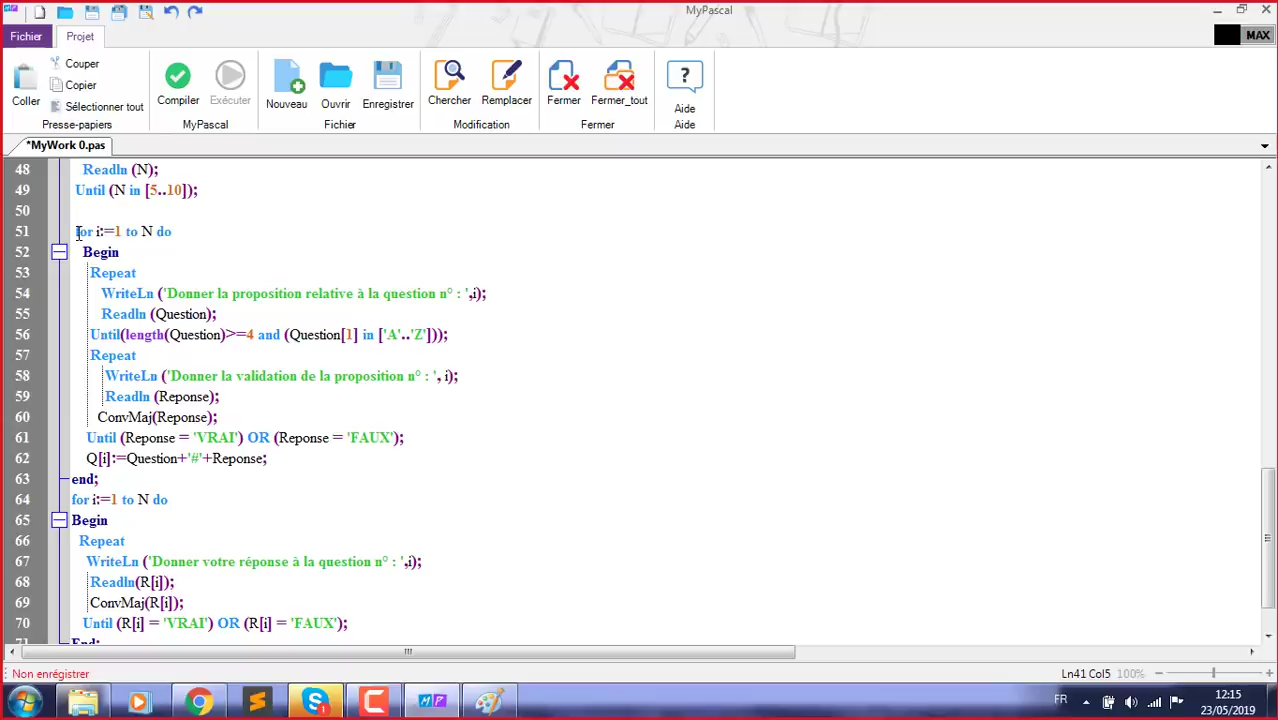 MyPascal
Fichier
Projet
MAX
Coller
Couper
Copier
Sélectionner tout
Presse-papiers
Compiler
Exécuter
MyPascal
Nouveau
Ouvrir
Enregistrer
Fichier
Chercher
Remplacer
Modification
Fermer
Fermer_tout
Fermer
Aide
Aide
*MyWork 0.pas
48 Readln (N);
49 Until (N in [5..10]);
50
51 for i:=1 to N do
52 Begin
53 Repeat
54 WriteLn ('Donner la proposition relative à la question n° : ',i);
55 Readln (Question);
56 Until(length(Question)>=4 and (Question[1] in ['A'..'Z']));
57 Repeat
58 WriteLn ('Donner la validation de la proposition n° : ', i);
59 Readln (Reponse);
60 ConvMaj(Reponse);
61 Until (Reponse = 'VRAI') OR (Reponse = 'FAUX');
62 Q[i]:=Question+'#'+Reponse;
63 end;
64 for i:=1 to N do
65 Begin
66 Repeat
67 WriteLn ('Donner votre réponse à la question n° : ',i);
68 Readln(R[i]);
69 ConvMaj(R[i]);
70 Until (R[i] = 'VRAI') OR (R[i] = 'FAUX');
71 End;
Non enrégistrer
Ln41 Col5 100%
FR
12:15
23/05/2019